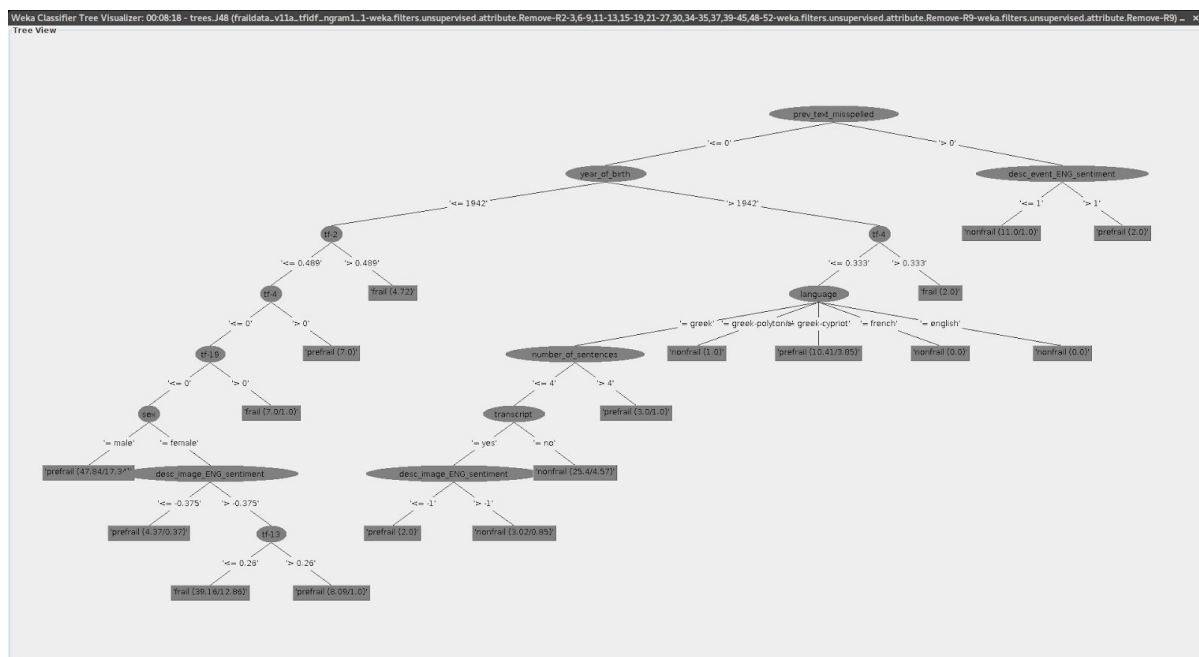 Weka Classifier Tree Visualizer: 00:08:18 - trees.J48 (fraildata_v11a_tfidf_ngram1_1-weka.filters.unsupervised.attribute.Remove-R2-3,6-9,11-13,15-19,21-27,30,34-35,37,39-45,48-52-weka.filters.unsupervised.attribute.Remove-R9-weka.filters.unsupervised.attribute.Remove-R9)
Tree View
prev_text_misspelled
'<= 0' '> 0'
year_of_birth desc_event_ENG_sentiment
'<= 1942' '> 1942' '<= 1' '> 1'
tf-2 tf-4 'nonfrail (11.0/1.0)' 'prefrail (2.0)'
'<= 0.489' '> 0.489' '<= 0.333' '> 0.333'
tf-4 'frail (4.72)' language 'frail (2.0)'
'<= 0' '> 0' '= greek' '= greek-polytonic' '= greek-cypriot' '= french' '= english'
tf-19 'prefrail (7.0)' number_of_sentences 'nonfrail (1.0)' 'prefrail (10.41/3.85)' 'nonfrail (0.0)' 'nonfrail (0.0)'
'<= 0' '> 0' '<= 4' '> 4'
sex 'frail (7.0/1.0)' transcript 'prefrail (3.0/1.0)'
'= male' '= female' '= yes' '= no'
'prefrail (47.84/17.34)' desc_image_ENG_sentiment desc_image_ENG_sentiment 'nonfrail (25.4/4.57)'
'<= -0.375' '> -0.375' '<= -1' '> -1'
'prefrail (4.37/0.37)' tf-13 'prefrail (2.0)' 'nonfrail (3.02/0.85)'
'<= 0.26' '> 0.26'
'frail (39.16/12.86)' 'prefrail (8.09/1.0)'